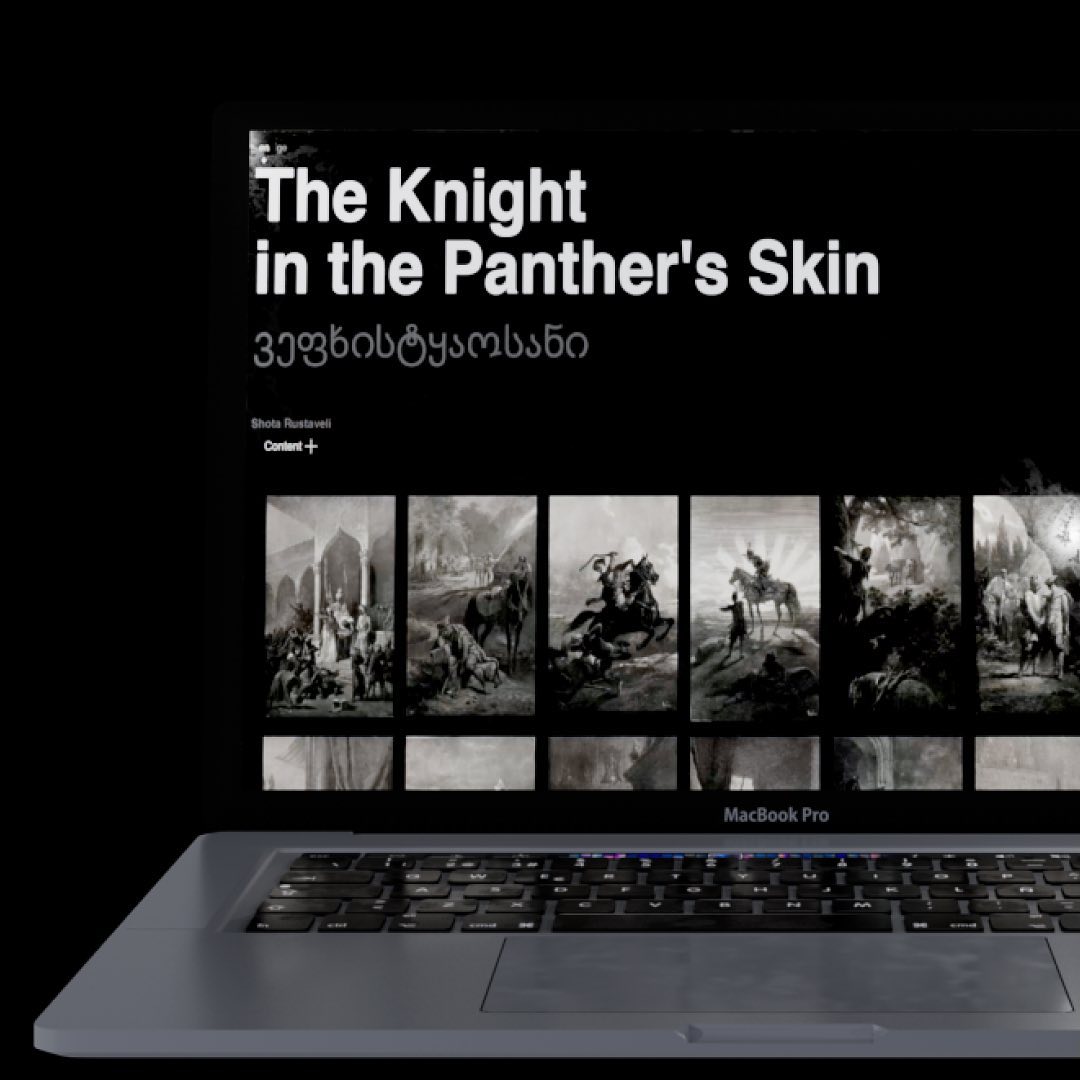 The Knight
in the Panther's Skin
ვეფხისტყაოსანი
Shota Rustaveli
Content +
MacBook Pro